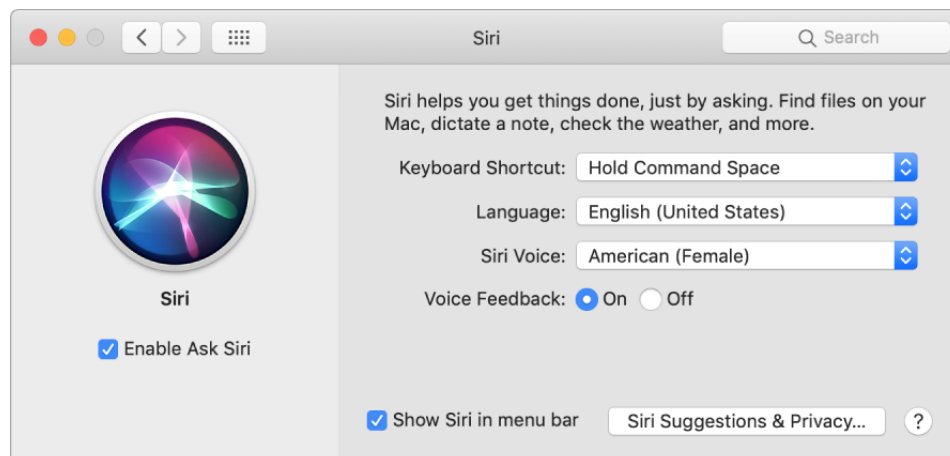 Siri
Search
Siri
Enable Ask Siri
Siri helps you get things done, just by asking. Find files on your
Mac, dictate a note, check the weather, and more.
Keyboard Shortcut: Hold Command Space
Language: English (United States)
Siri Voice: American (Female)
Voice Feedback: On Off
Show Siri in menu bar Siri Suggestions & Privacy... ?